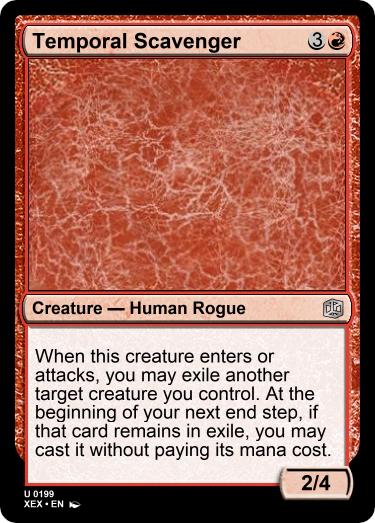 Temporal Scavenger 3
Creature — Human Rogue
When this creature enters or
attacks, you may exile another
target creature you control. At the
beginning of your next end step, if
that card remains in exile, you may
cast it without paying its mana cost.
2/4
U 0199
XEX • EN